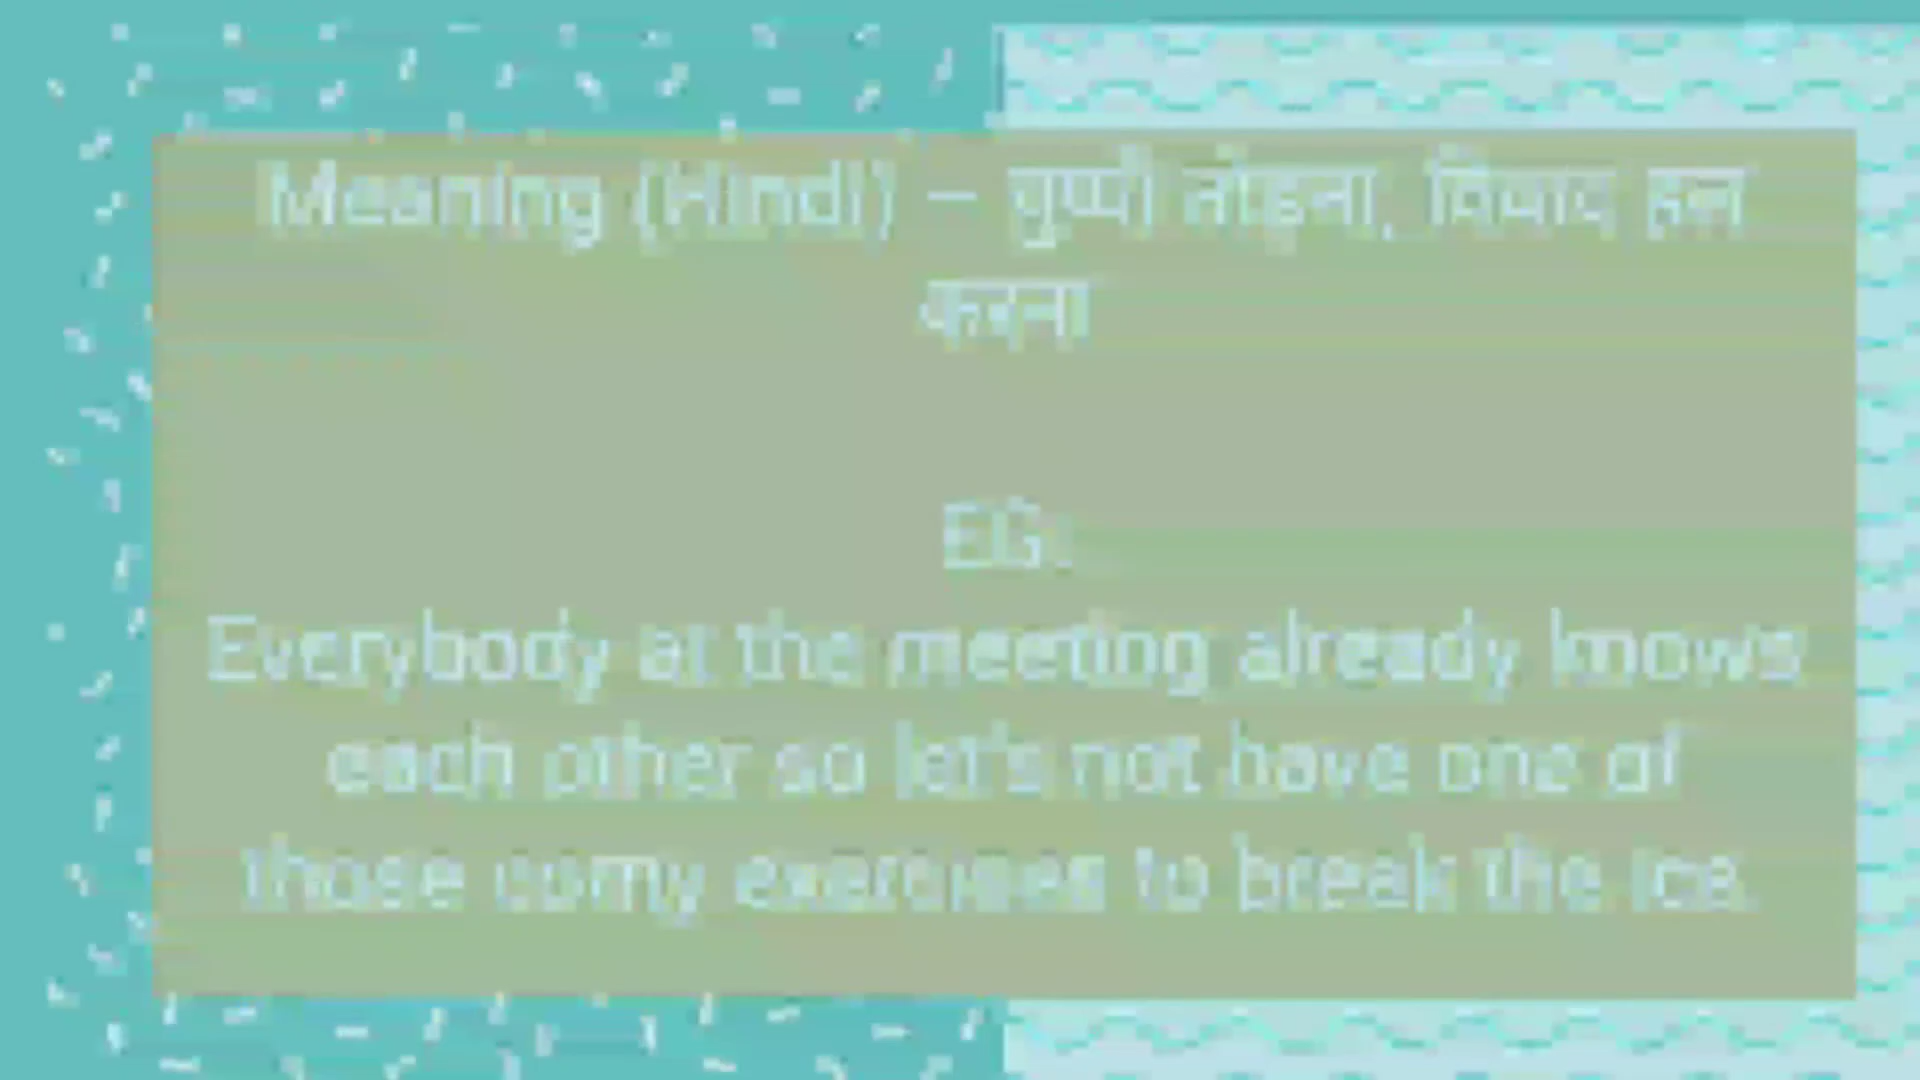 Meaning (Hindi) – चुप्पी तोड़ना, विवाद हल
करना
EG:
Everybody at the meeting already knows
each other so let's not have one of
those corny exercises to break the ice.